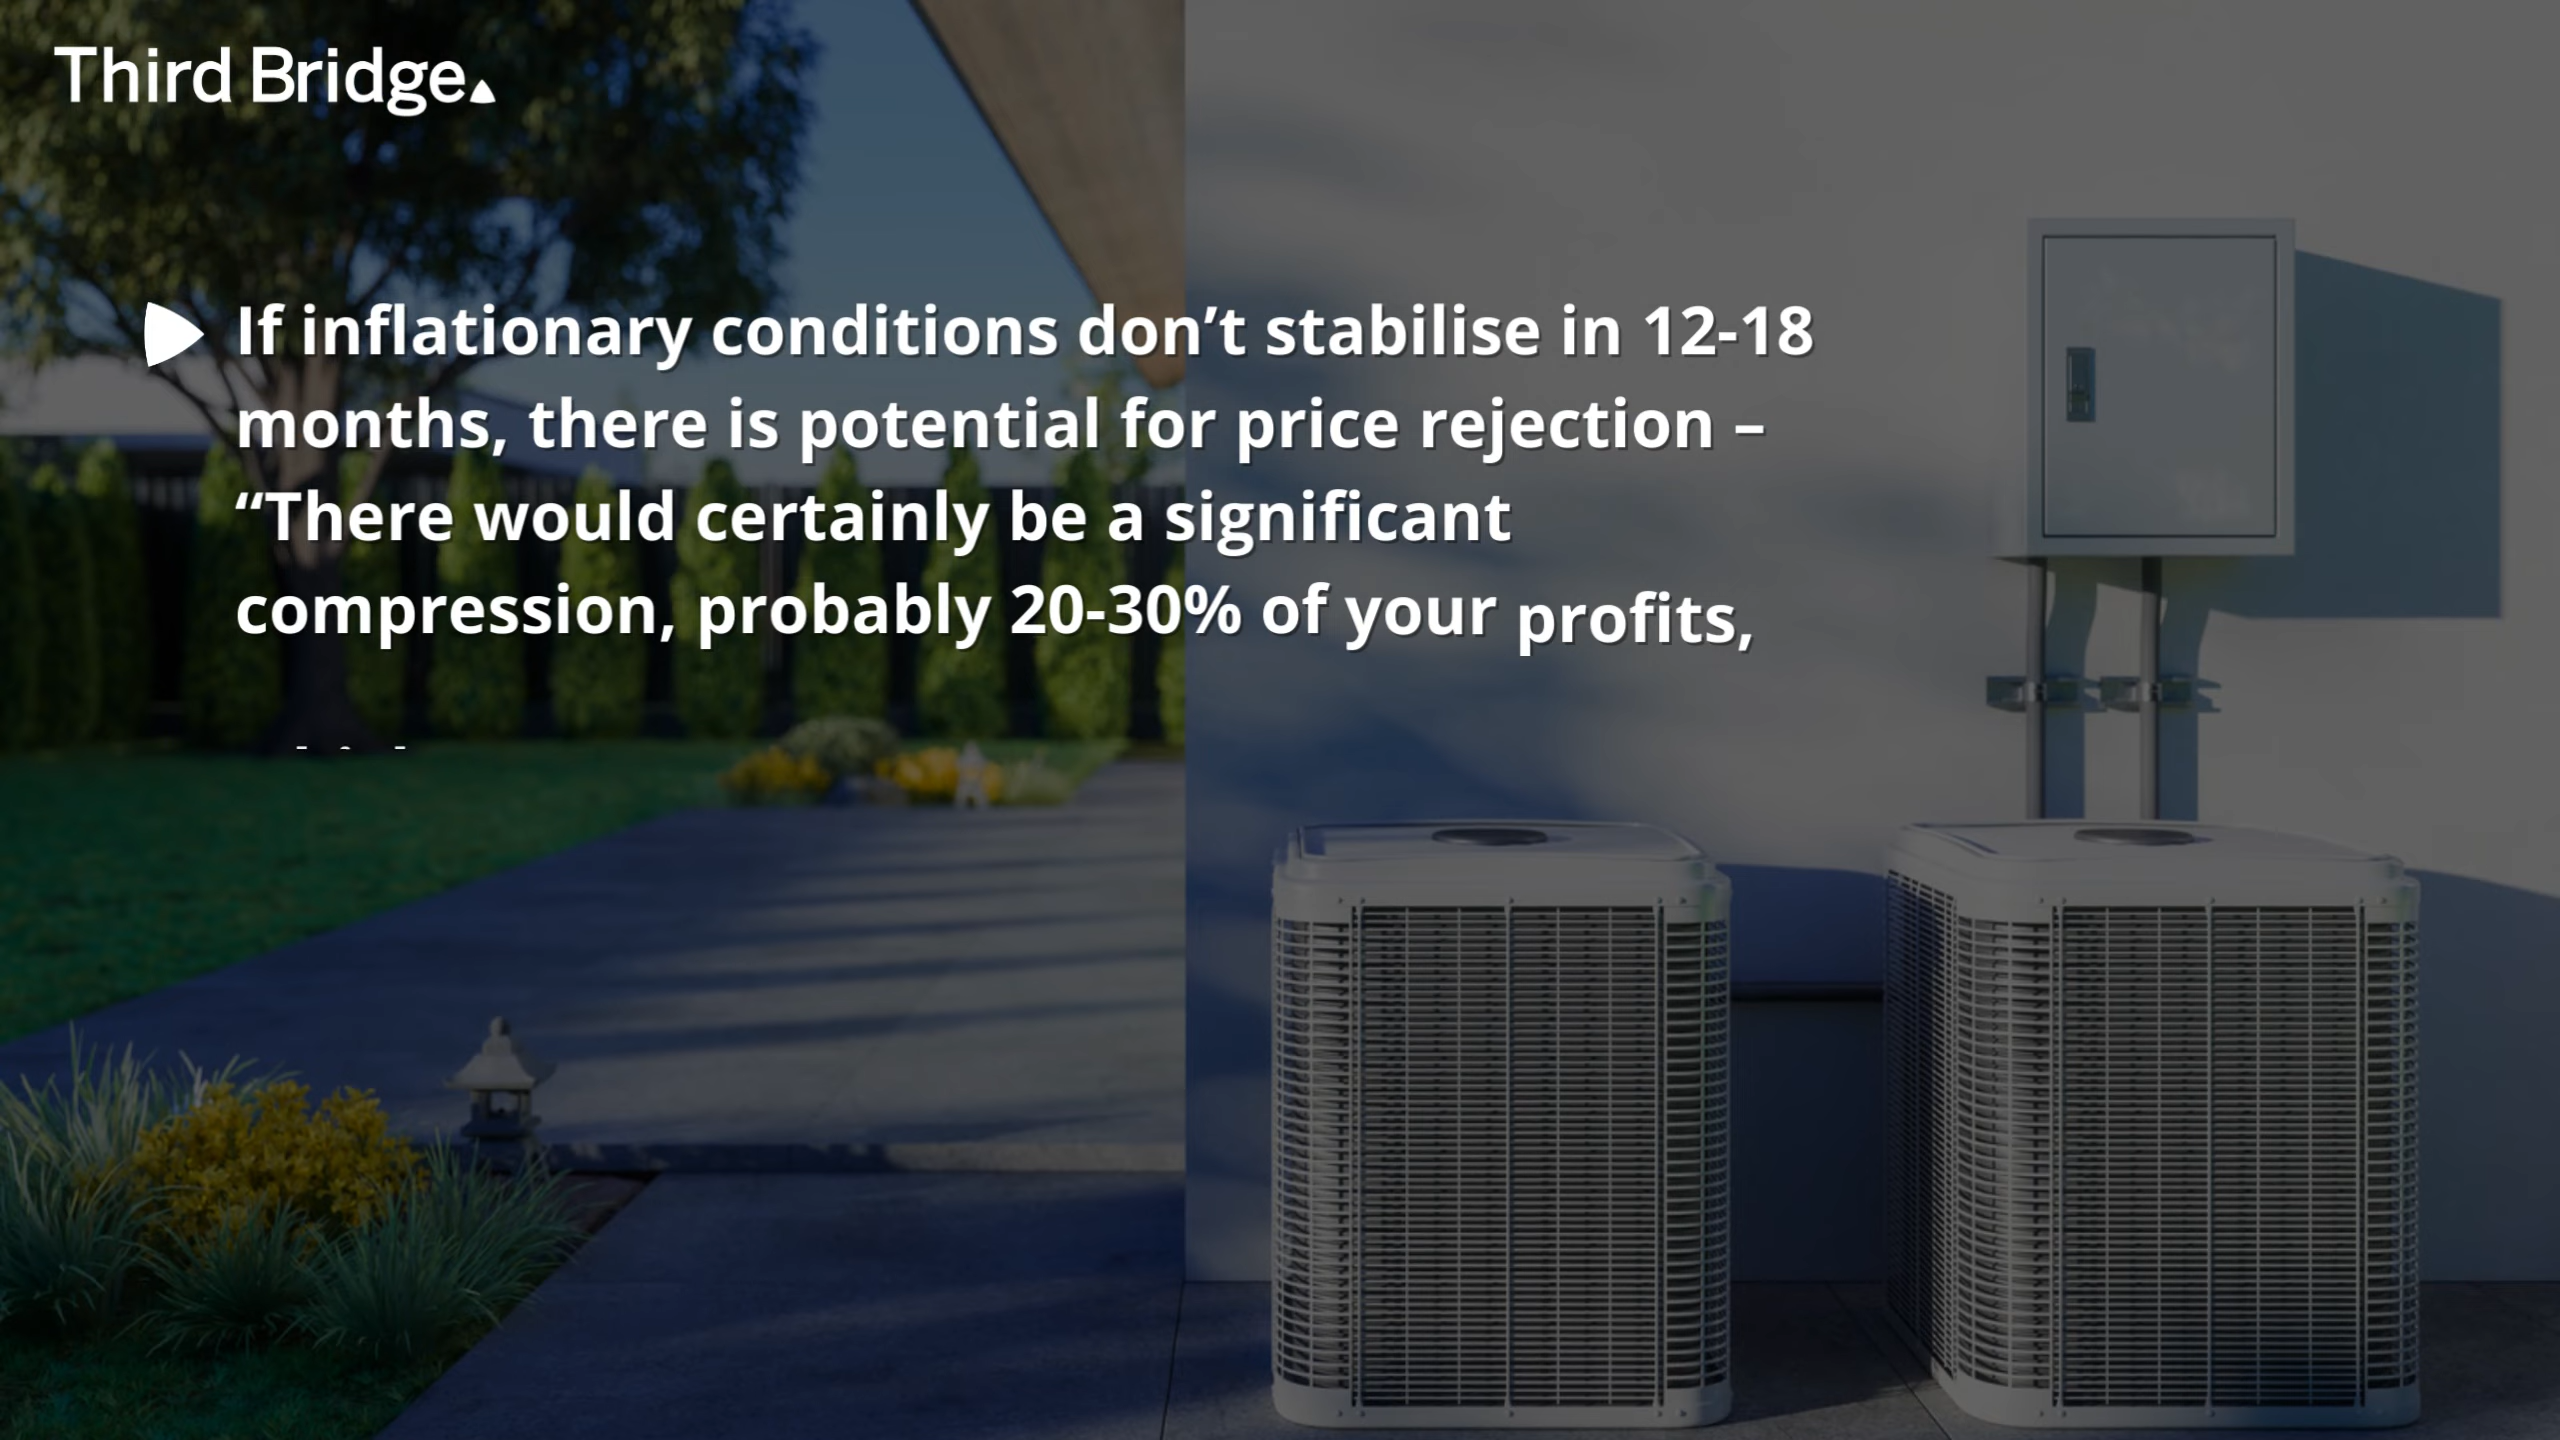 Third Bridge
If inflationary conditions don’t stabilise in 12-18
months, there is potential for price rejection –
“There would certainly be a significant
compression, probably 20-30% of your profits,